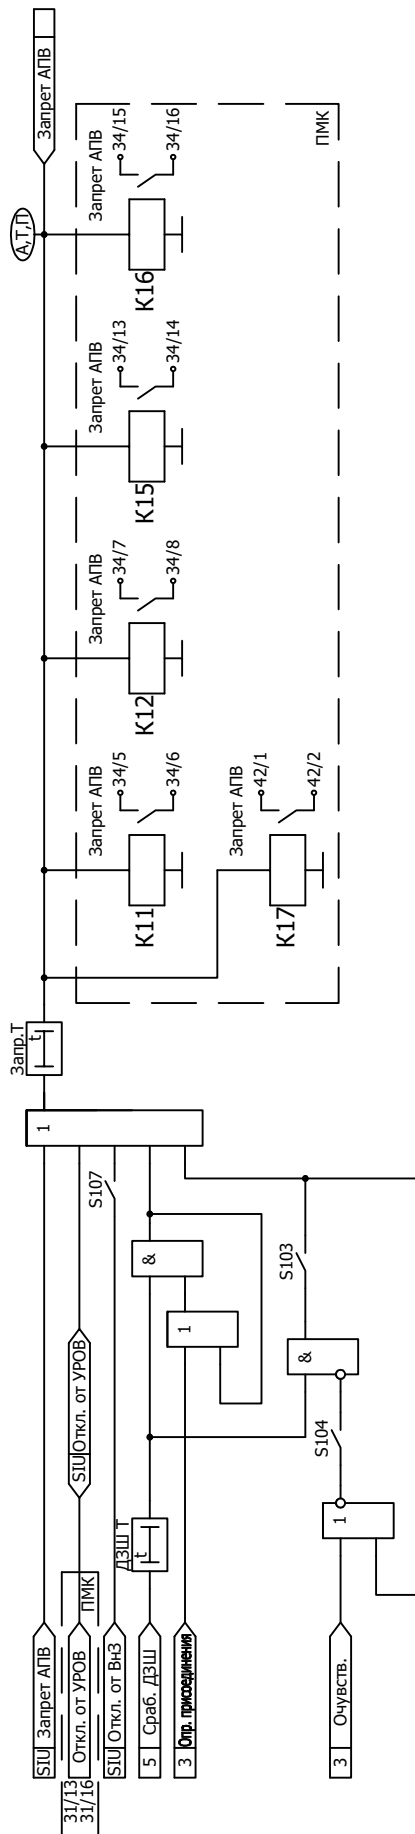 SIU Запрет АПВ
31/13
31/16
Откл. от УРОВ
ПМК
SIU Откл. от УРОВ
SIU Откл. от ВнЗ
S107
5 Сраб. ДЗШ
ДЗШ Т
t
3 Опр. присоединения
&
1
1
Запр.Т
t
3 Очувств.
1
S104
&
S103
А,Т,П
Запрет АПВ
К11
Запрет АПВ
34/5
34/6
К12
Запрет АПВ
34/7
34/8
К15
Запрет АПВ
34/13
34/14
К16
Запрет АПВ
34/15
34/16
К17
Запрет АПВ
42/1
42/2
ПМК